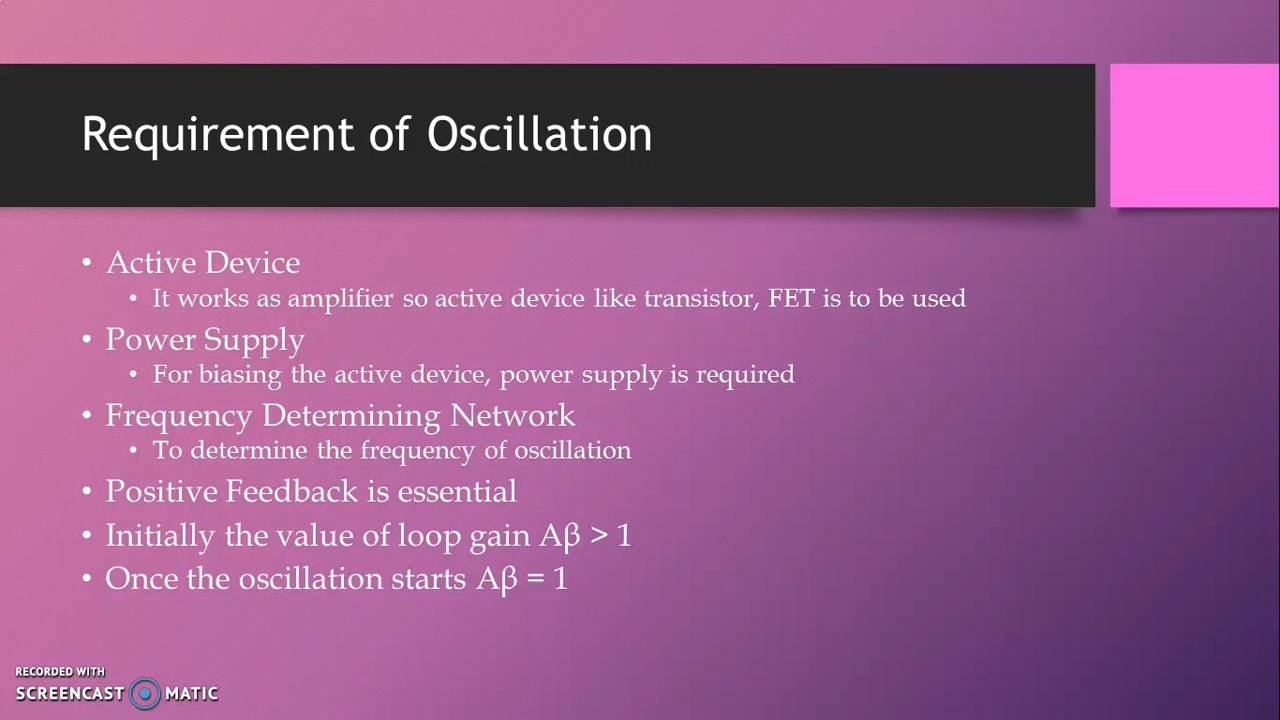 Requirement of Oscillation
• Active Device
• It works as amplifier so active device like transistor, FET is to be used
• Power Supply
• For biasing the active device, power supply is required
• Frequency Determining Network
• To determine the frequency of oscillation
• Positive Feedback is essential
• Initially the value of loop gain Aβ > 1
• Once the oscillation starts Aβ = 1
RECORDED WITH
SCREENCAST MATIC